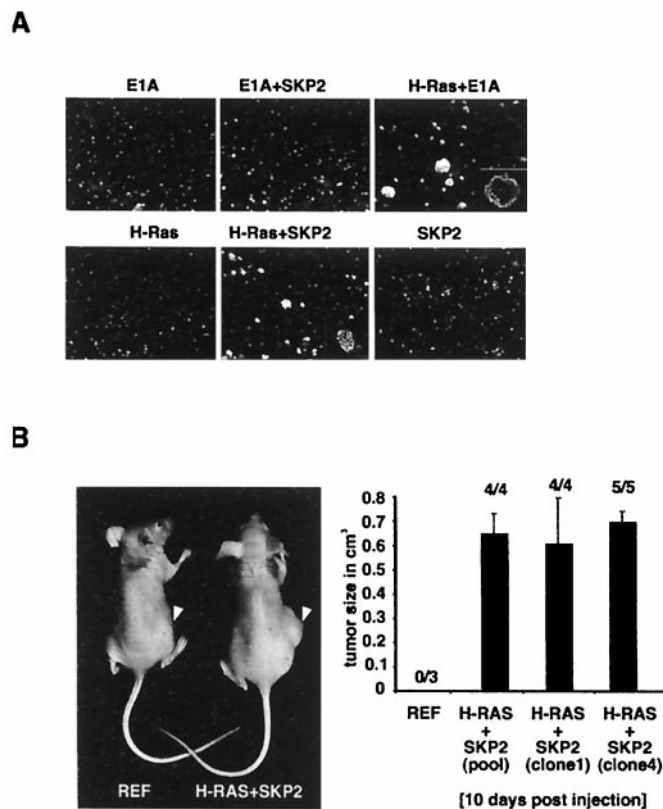 A
E1A
E1A+SKP2
H-Ras+E1A
H-Ras
H-Ras+SKP2
SKP2
B
REF
H-RAS+SKP2
tumor size in cm³
0.8
0.7
0.6
0.5
0.4
0.3
0.2
0.1
0
0/3
4/4
4/4
5/5
REF
H-RAS + SKP2 (pool)
H-RAS + SKP2 (clone1)
H-RAS + SKP2 (clone4)
[10 days post injection]